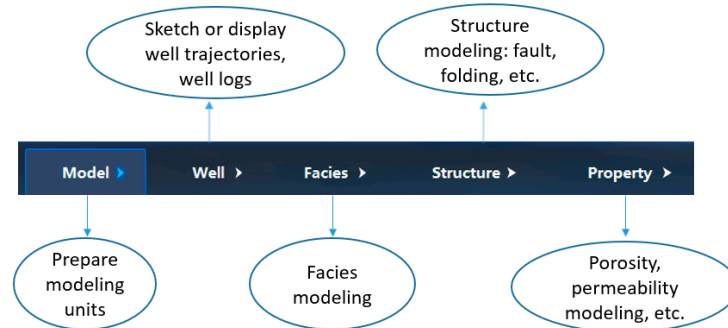 Sketch or display
well trajectories,
well logs
Structure
modeling: fault,
folding, etc.
Model
Well
Facies
Structure
Property
Prepare
modeling
units
Facies
modeling
Porosity,
permeability
modeling, etc.